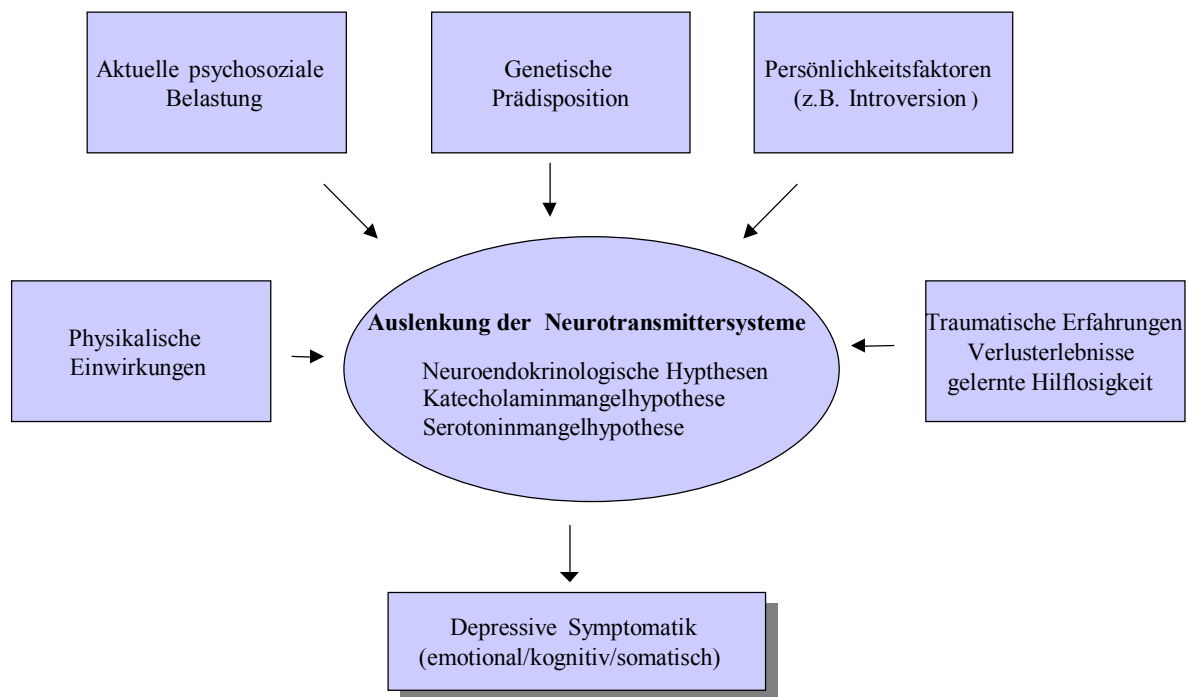 Aktuelle psychosoziale
Belastung
Genetische
Prädisposition
Persönlichkeitsfaktoren
(z.B. Introversion )
Physikalische
Einwirkungen
Auslenkung der Neurotransmittersysteme
Neuroendokrinologische Hypthesen
Katecholaminmangelhypothese
Serotoninmangelhypothese
Traumatische Erfahrungen
Verlusterlebnisse
gelernte Hilflosigkeit
Depressive Symptomatik
(emotional/kognitiv/somatisch)